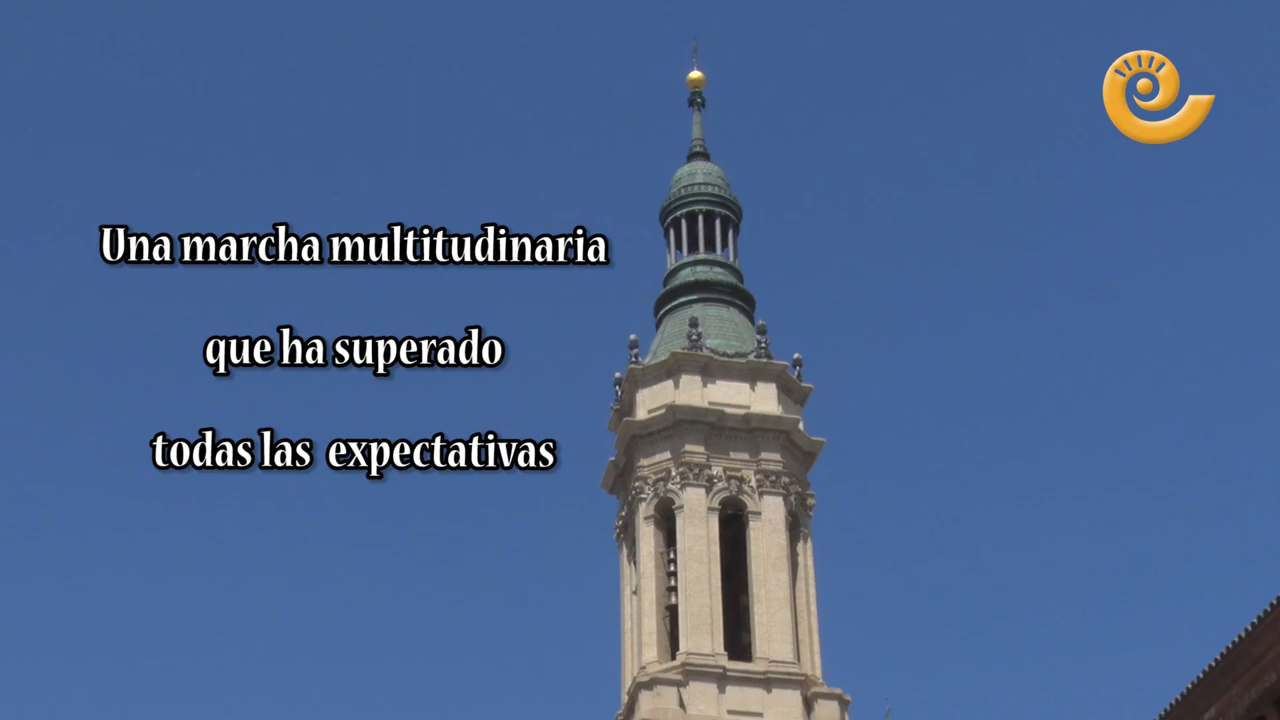 Una marcha multitudinaria
que ha superado
todas las expectativas